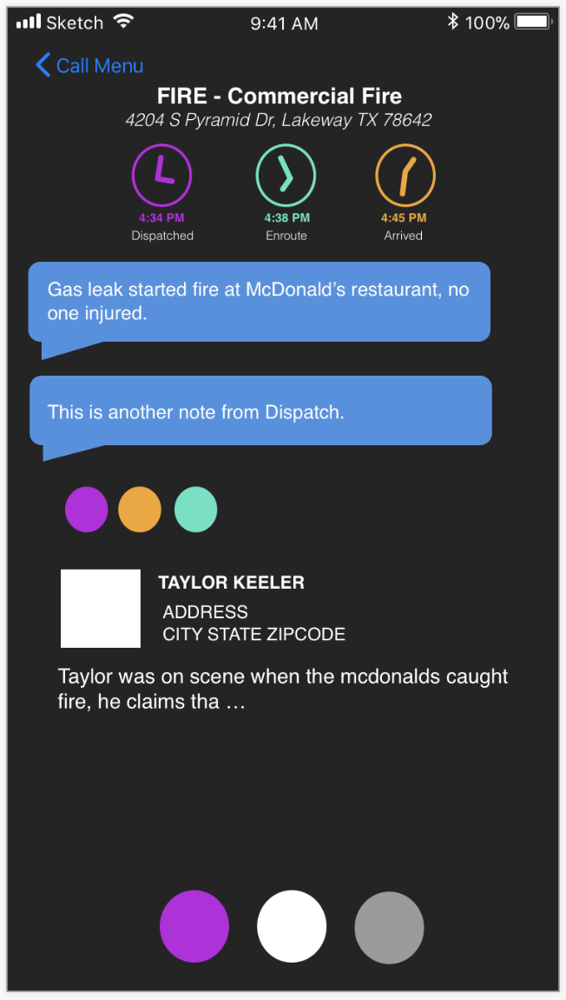 Sketch 9:41 AM 100%
Call Menu
FIRE - Commercial Fire
4204 S Pyramid Dr, Lakeway TX 78642
4:34 PM 4:38 PM 4:45 PM
Dispatched Enroute Arrived
Gas leak started fire at McDonald’s restaurant, no
one injured.
This is another note from Dispatch.
TAYLOR KEELER
ADDRESS
CITY STATE ZIPCODE
Taylor was on scene when the mcdonalds caught
fire, he claims tha …